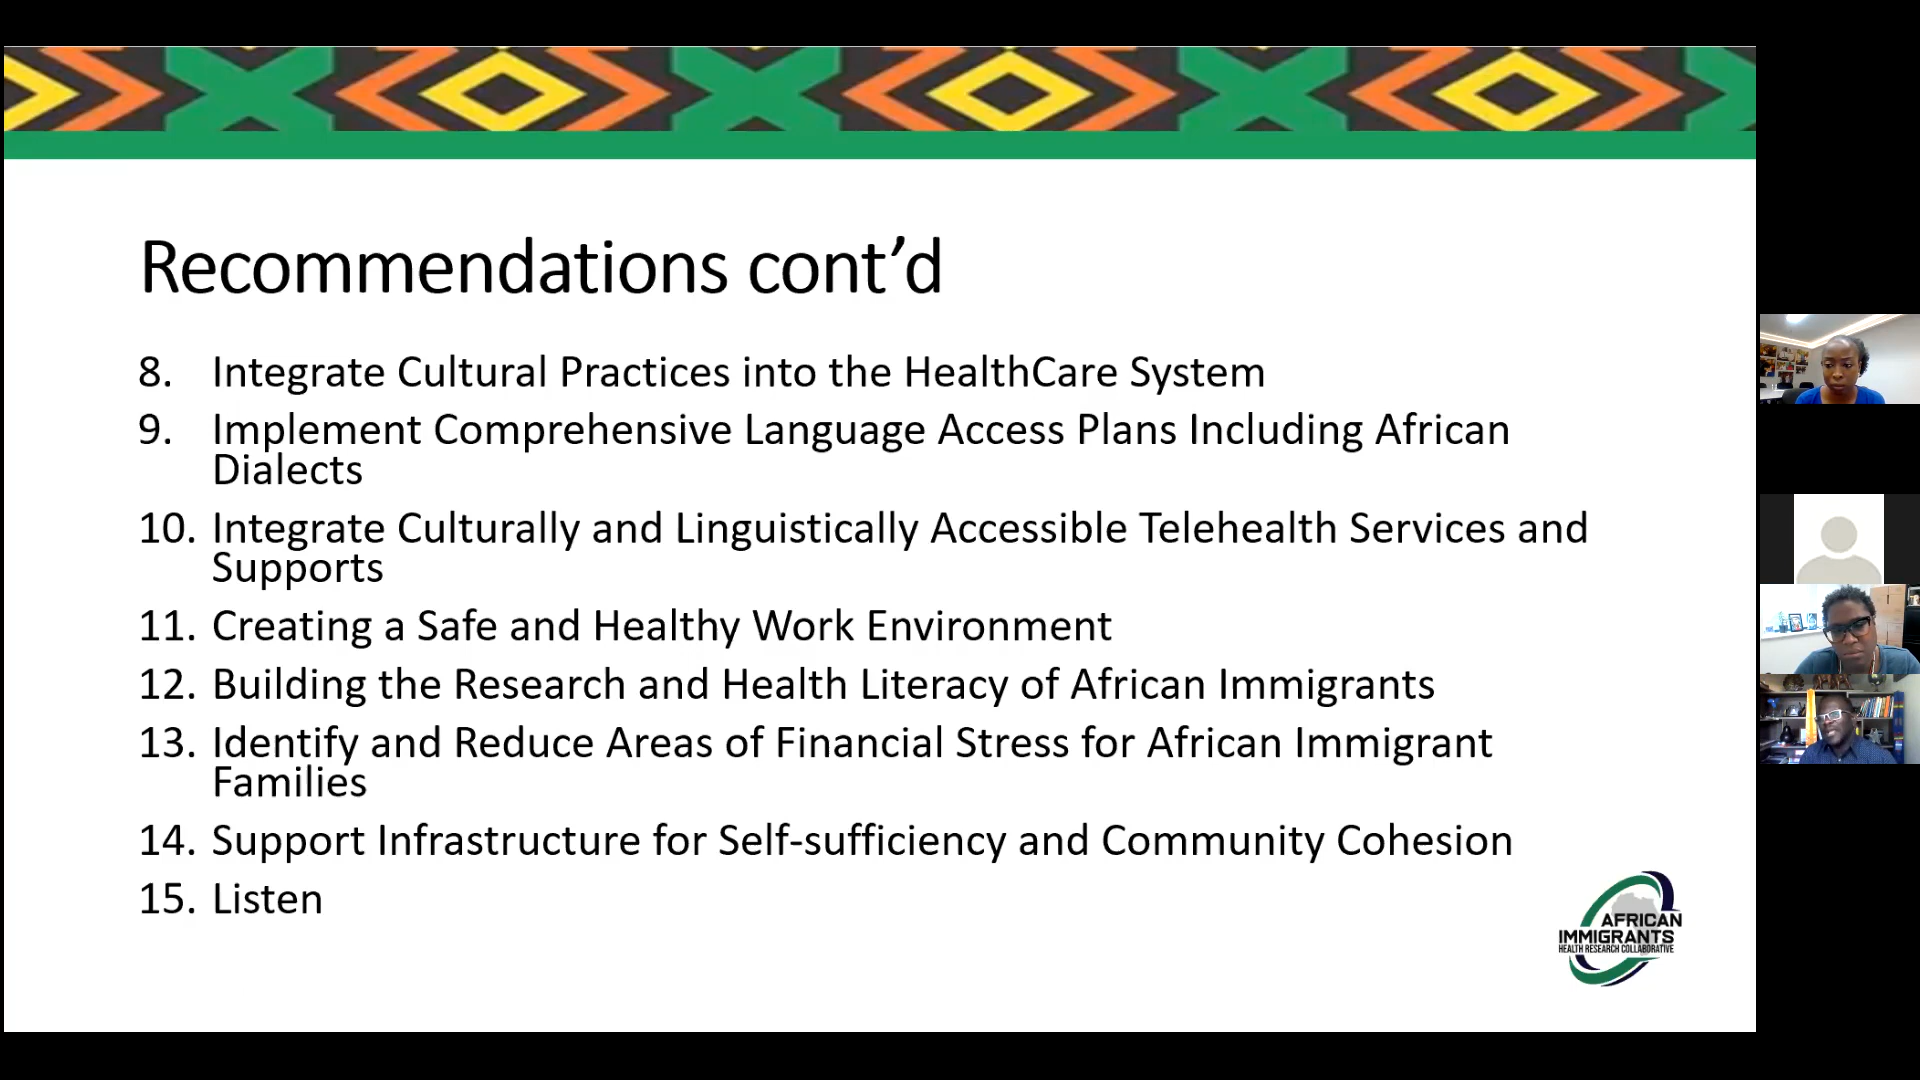 Recommendations cont’d
8. Integrate Cultural Practices into the HealthCare System
9. Implement Comprehensive Language Access Plans Including African
Dialects
10. Integrate Culturally and Linguistically Accessible Telehealth Services and
Supports
11. Creating a Safe and Healthy Work Environment
12. Building the Research and Health Literacy of African Immigrants
13. Identify and Reduce Areas of Financial Stress for African Immigrant
Families
14. Support Infrastructure for Self-sufficiency and Community Cohesion
15. Listen
AFRICAN
IMMIGRANTS
HEALTH RESEARCH COLLABORATIVE